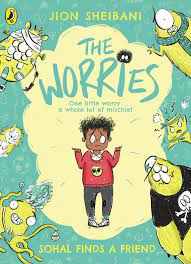 JION SHEIBANI
THE
WORRIES
One little worry...
a whole lot of mischief
SOHAL FINDS A FRIEND